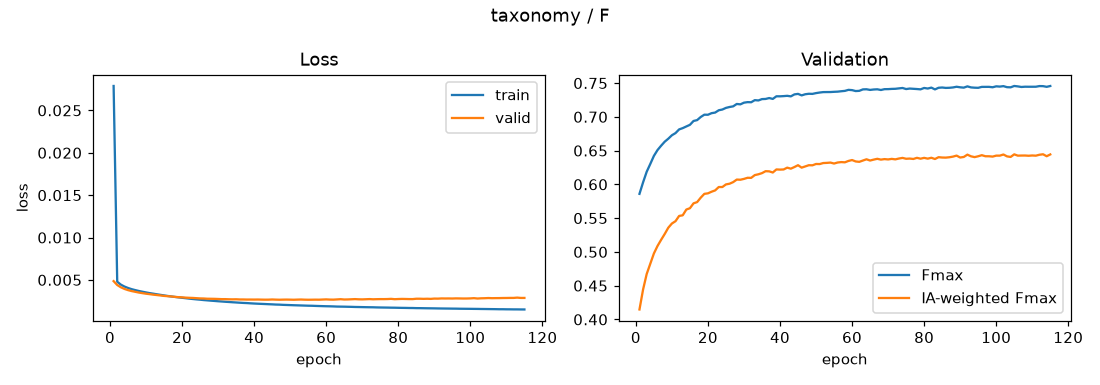 taxonomy / F
Loss
loss
0.025
0.020
0.015
0.010
0.005
train
valid
0 20 40 60 80 100 120
epoch
Validation
0.75
0.70
0.65
0.60
0.55
0.50
0.45
0.40
Fmax
IA-weighted Fmax
0 20 40 60 80 100 120
epoch